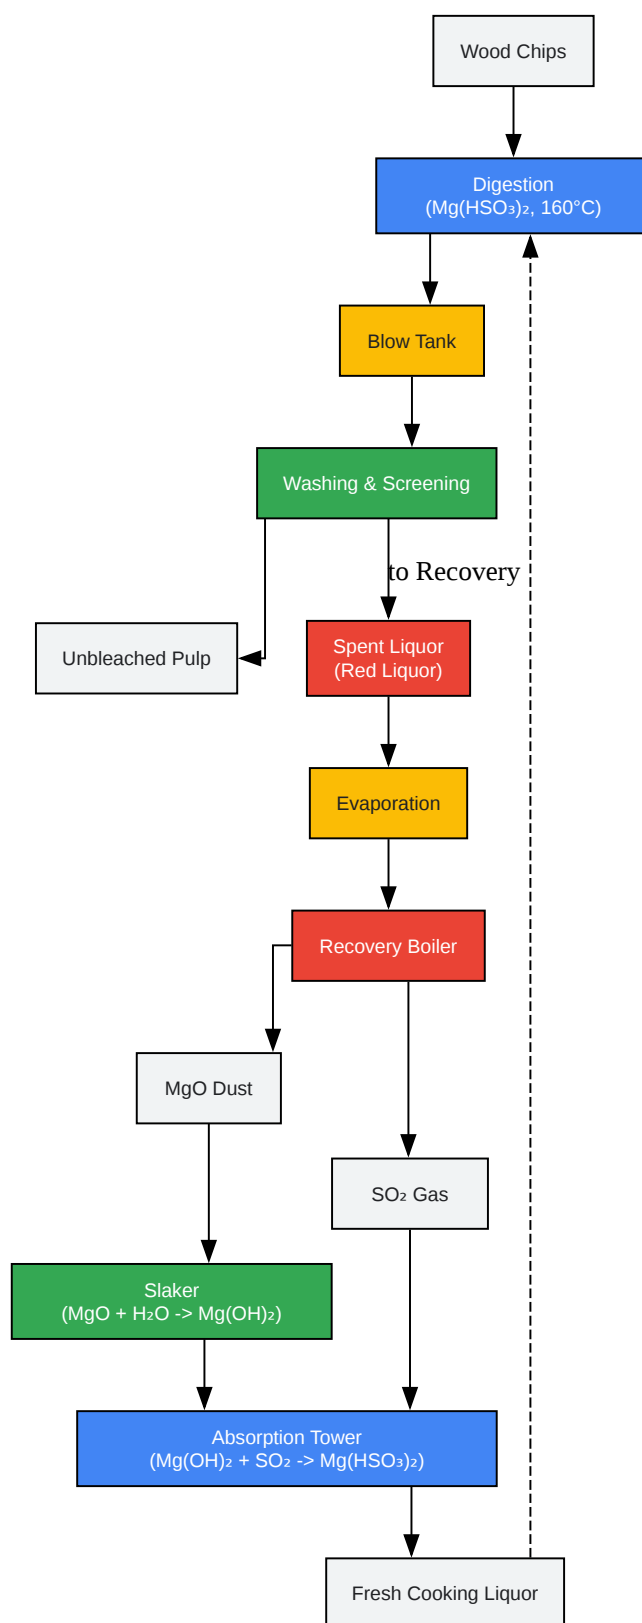 Wood Chips
Digestion
(Mg(HSO₃)₂, 160°C)
Blow Tank
Washing & Screening
to Recovery
Unbleached Pulp
Spent Liquor
(Red Liquor)
Evaporation
Recovery Boiler
MgO Dust
SO₂ Gas
Slaker
(MgO + H₂O -> Mg(OH)₂)
Absorption Tower
(Mg(OH)₂ + SO₂ -> Mg(HSO₃)₂)
Fresh Cooking Liquor